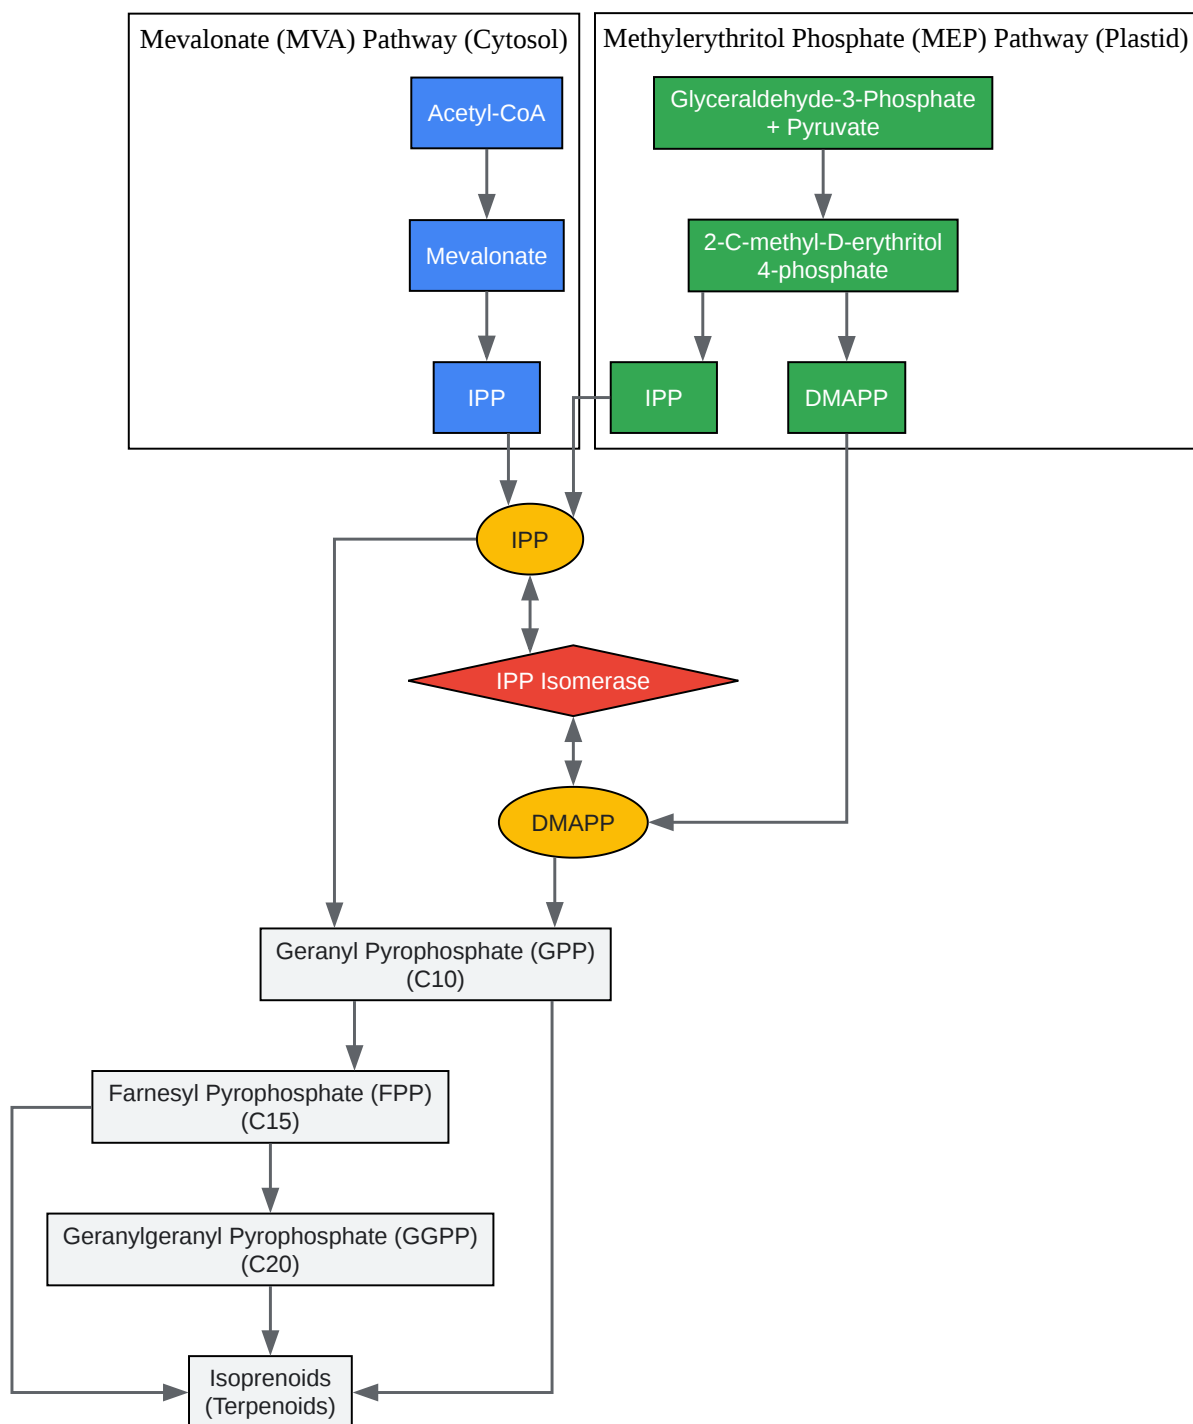 Mevalonate (MVA) Pathway (Cytosol)
Methylerythritol Phosphate (MEP) Pathway (Plastid)
Acetyl-CoA
Glyceraldehyde-3-Phosphate
+ Pyruvate
Mevalonate
2-C-methyl-D-erythritol
4-phosphate
IPP
IPP
DMAPP
IPP
IPP Isomerase
DMAPP
Geranyl Pyrophosphate (GPP)
(C10)
Farnesyl Pyrophosphate (FPP)
(C15)
Geranylgeranyl Pyrophosphate (GGPP)
(C20)
Isoprenoids
(Terpenoids)